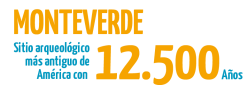 MONTEVERDE
Sitio arqueológico
más antiguo de
América con 12.500 Años